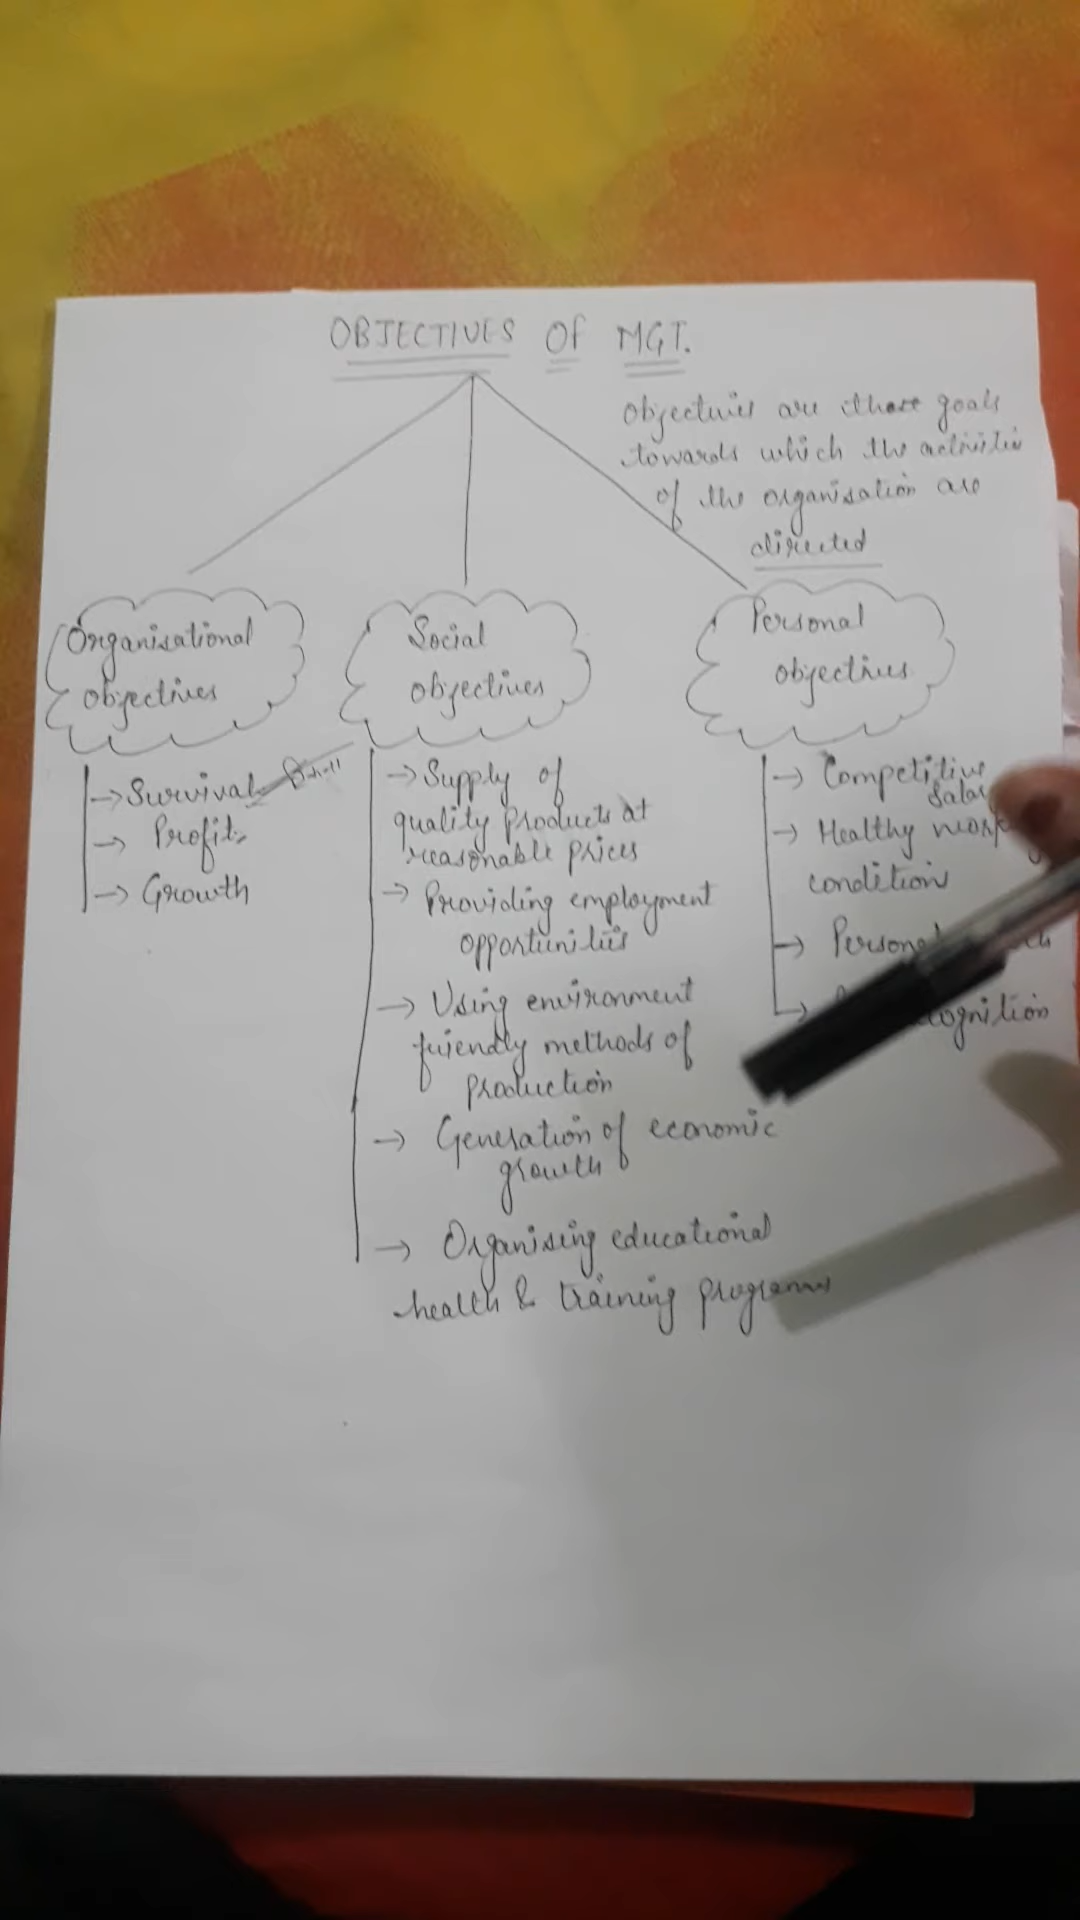 OBJECTIVES OF MGT.
Objectives are those goals
towards which the activities
of the organisation are
directed
Organisational
objectives
→ Survival
→ Profit
→ Growth
Social
objectives
→ Supply of
quality products at
reasonable prices
→ Providing employment
opportunities
→ Using environment
friendly methods of
production
→ Generation of economic
growth
→ Organising educational
health & training programs
Personal
objectives
→ Competitive
→ Healthy
condition
→
→